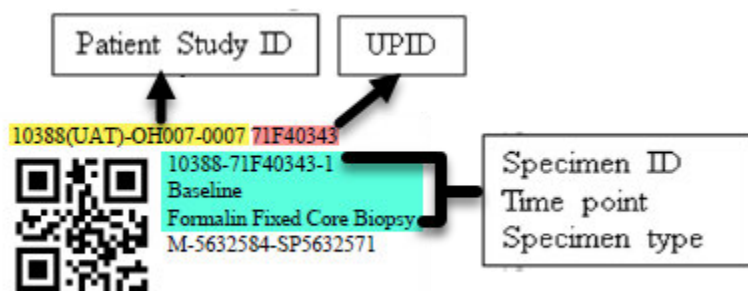 Patient Study ID
UPID
10388(UAT)-OH007-0007 71F40343
10388-71F40343-1
Baseline
Formalin Fixed Core Biopsy
M-5632584-SP5632571
Specimen ID
Time point
Specimen type